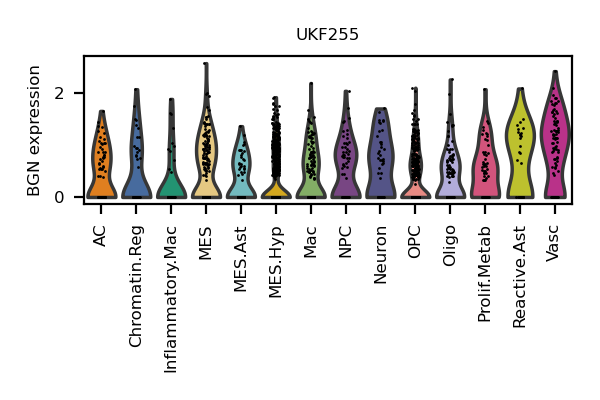 UKF255
BGN expression
2
0
AC
Chromatin.Reg
Inflammatory.Mac
MES
MES.Ast
MES.Hyp
Mac
NPC
Neuron
OPC
Oligo
Prolif.Metab
Reactive.Ast
Vasc